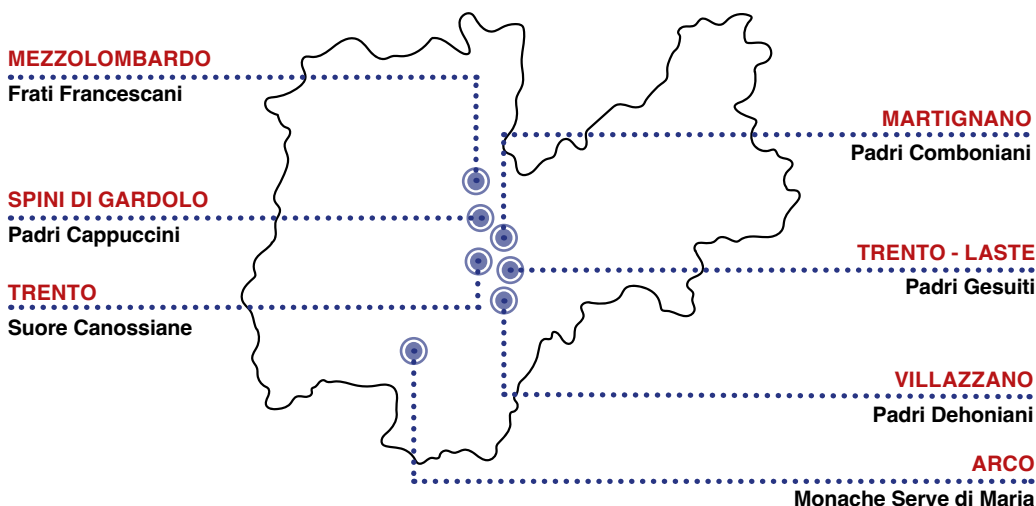 MEZZOLOMBARDO
Frati Francescani
SPINI DI GARDOLO
Padri Cappuccini
TRENTO
Suore Canossiane
MARTIGNANO
Padri Comboniani
TRENTO - LASTE
Padri Gesuiti
VILLAZZANO
Padri Dehoniani
ARCO
Monache Serve di Maria